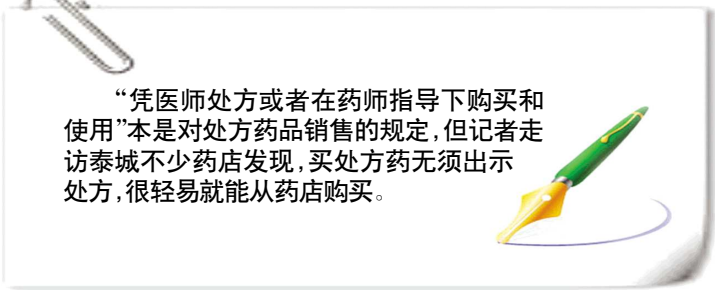 “凭医师处方或者在药师指导下购买和
使用”本是对处方药品销售的规定,但记者走
访泰城不少药店发现,买处方药无须出示
处方,很轻易就能从药店购买。